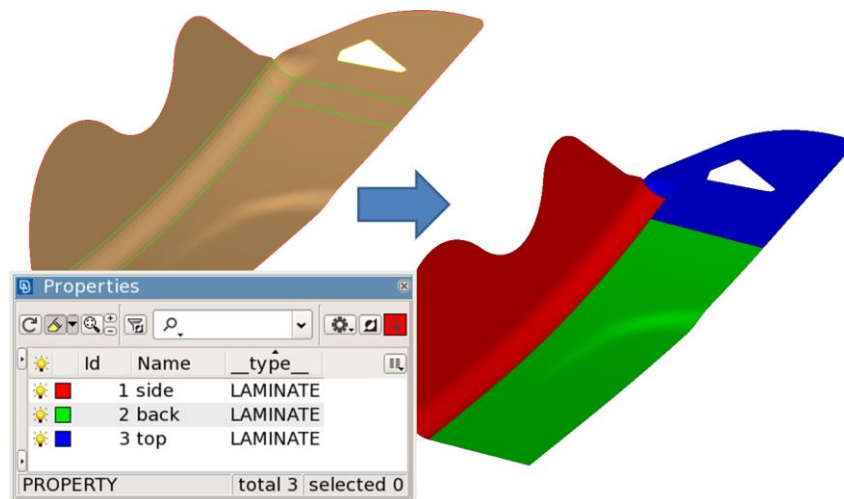 Properties
Id Name __type__
1 side LAMINATE
2 back LAMINATE
3 top LAMINATE
PROPERTY total 3 selected 0